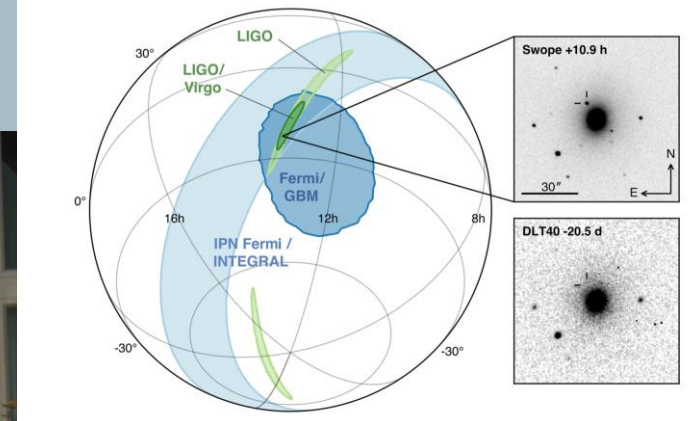 LIGO
30°
LIGO/
Virgo
Fermi/
GBM
0°
16h
12h
8h
IPN Fermi /
INTEGRAL
-30°
-30°
Swope +10.9 h
N
30"
E
DLT40 -20.5 d